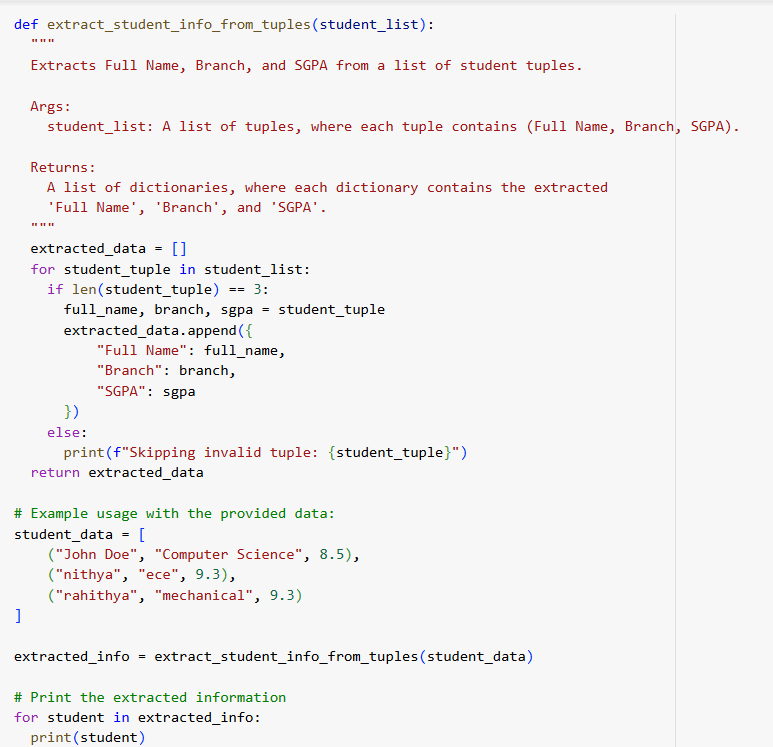 def extract_student_info_from_tuples(student_list):
  """
  Extracts Full Name, Branch, and SGPA from a list of student tuples.

  Args:
    student_list: A list of tuples, where each tuple contains (Full Name, Branch, SGPA).

  Returns:
    A list of dictionaries, where each dictionary contains the extracted
    'Full Name', 'Branch', and 'SGPA'.
  """
  extracted_data = []
  for student_tuple in student_list:
    if len(student_tuple) == 3:
      full_name, branch, sgpa = student_tuple
      extracted_data.append({
          "Full Name": full_name,
          "Branch": branch,
          "SGPA": sgpa
      })
    else:
      print(f"Skipping invalid tuple: {student_tuple}")
  return extracted_data

# Example usage with the provided data:
student_data = [
    ("John Doe", "Computer Science", 8.5),
    ("nithya", "ece", 9.3),
    ("rahithya", "mechanical", 9.3)
]

extracted_info = extract_student_info_from_tuples(student_data)

# Print the extracted information
for student in extracted_info:
  print(student)